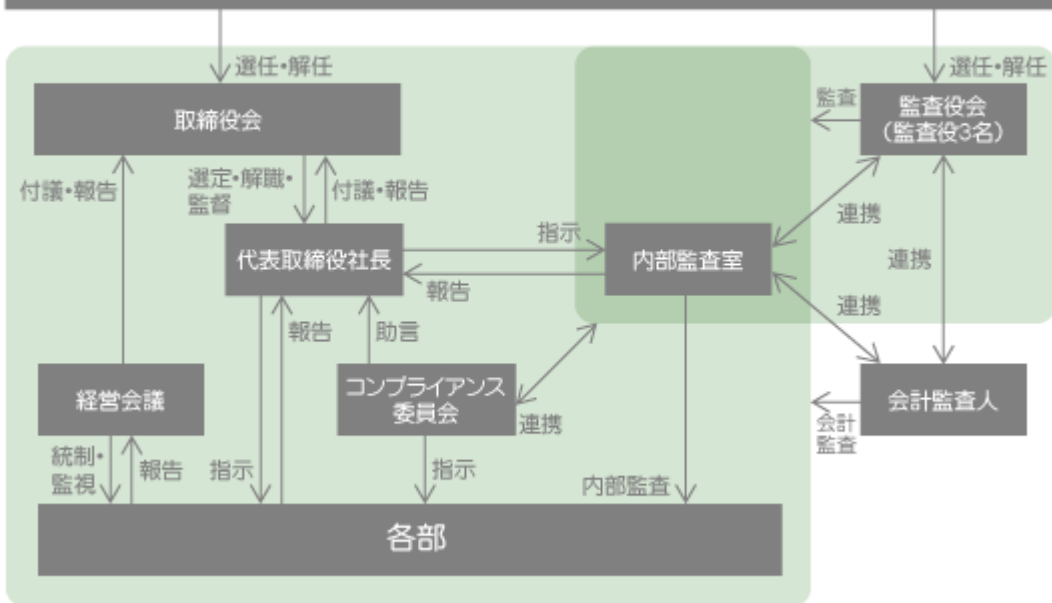 選任・解任
選任・解任
取締役会
監査
監査役会
(監査役3名)
付議・報告
選定・解職・
監督
付議・報告
連携
指示
代表取締役社長
内部監査室
連携
報告
連携
報告
助言
経営会議
コンプライアンス
委員会
連携
会計監査人
会計
監査
統制・
監視
報告
指示
指示
内部監査
各部